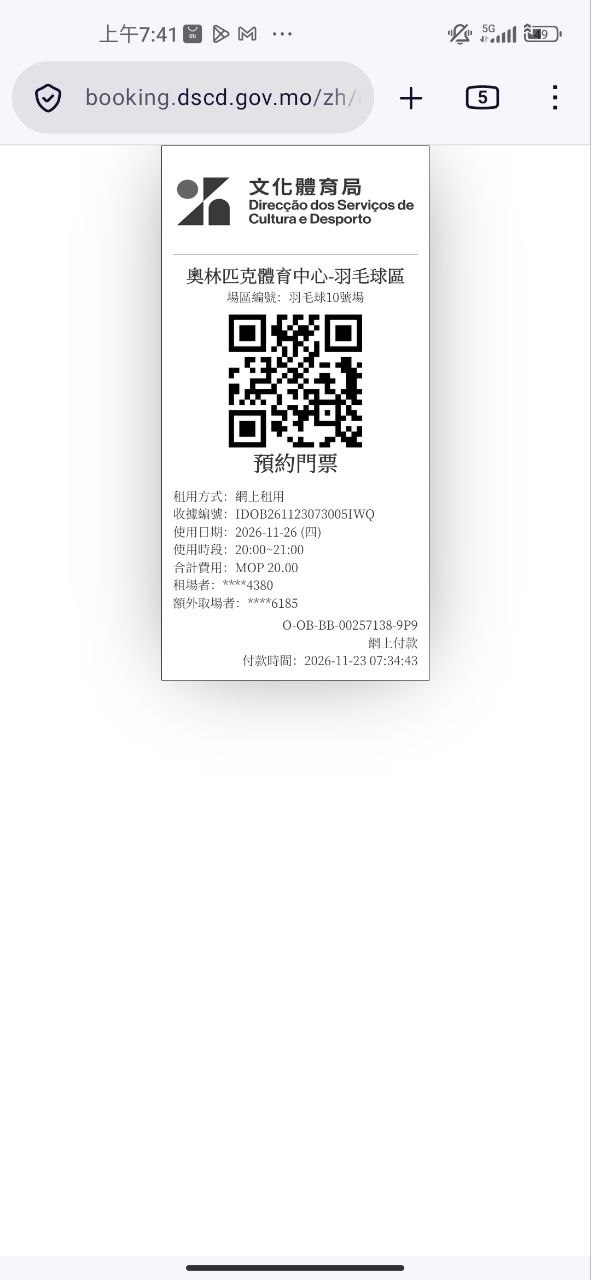 上午7:41
5G
49
booking.dscd.gov.mo/zh/
5
文化體育局
Direcção dos Serviços de
Cultura e Desporto
奧林匹克體育中心-羽毛球區
場區編號：羽毛球10號場
預約門票
租用方式：網上租用
收據編號：IDOB261123073005IWQ
使用日期：2026-11-26 (四)
使用時段：20:00~21:00
合計費用：MOP 20.00
租場者：****4380
額外取場者：****6185
O-OB-BB-00257138-9P9
網上付款
付款時間：2026-11-23 07:34:43